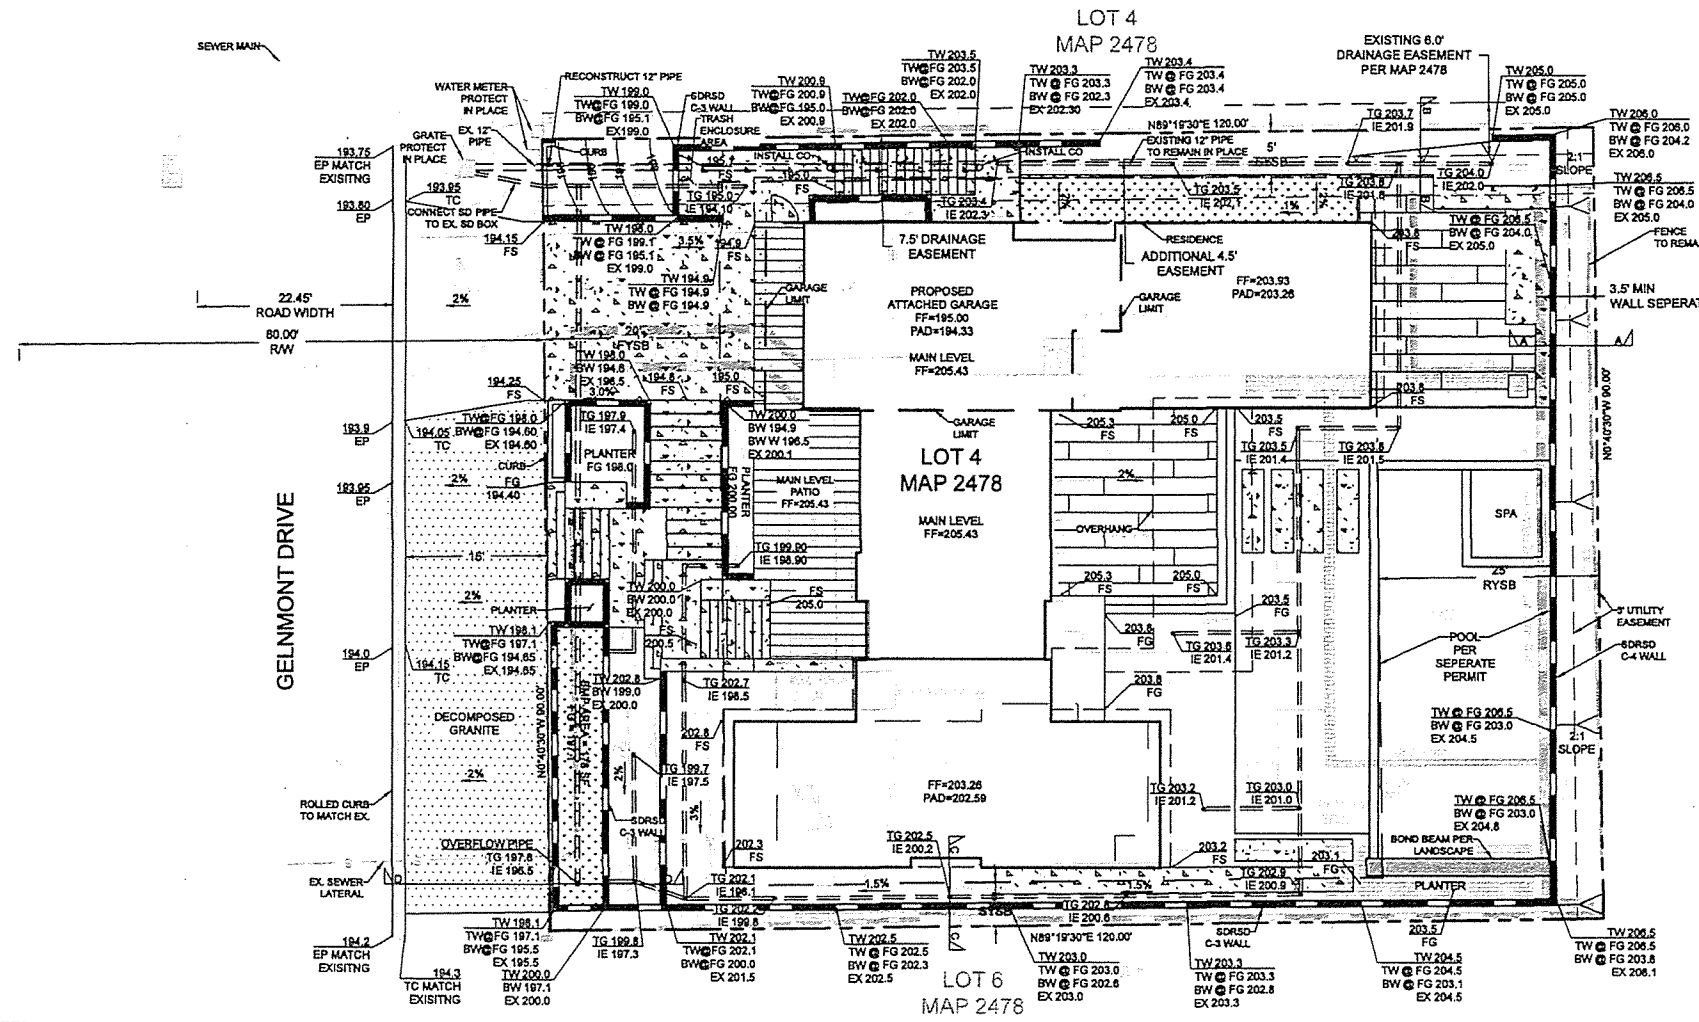 LOT 4
MAP 2478
SEWER MAIN
WATER METER
PROTECT
IN PLACE
RECONSTRUCT 12" PIPE
TW 199.0
TW@FG 199.0
BW@FG 195.1
EX199.0
SDRSD
C-3 WALL
TRASH
ENCLOSURE
AREA
TW 200.9
TW@FG 200.9
BW@FG 195.0
EX 200.9
TW@FG 202.0
BW@FG 202.0
EX 202.0
TW 203.5
TW@FG 203.5
BW@FG 202.0
EX 202.0
TW 203.3
TW @ FG 203.3
BW @ FG 202.3
EX 202.30
TW 203.4
TW @ FG 203.4
BW @ FG 203.4
EX 203.4
EXISTING 6.0'
DRAINAGE EASEMENT
PER MAP 2478
TW 205.0
TW @ FG 205.0
BW @ FG 205.0
EX 205.0
TW 206.0
TW @ FG 206.0
BW @ FG 204.2
EX 206.0
GRATE
PROTECT
IN PLACE
EX. 12"
PIPE
CURB
INSTALL CO
INSTALL CO
N89°19'30"E 120.00'
EXISTING 12" PIPE
TO REMAIN IN PLACE
5'
TG 203.7
IE 201.9
2:1
SLOPE
193.75
EP MATCH
EXISITNG
193.95
TC
193.80
EP
CONNECT SD PIPE
TO EX. SD BOX
195.1
FS
195.0
FS
TG 195.0
IE 194.10
TG 203.4
IE 202.3
TG 203.5
IE 202.1
TG 204.0
IE 202.0
TW 206.5
TW @ FG 206.5
BW @ FG 204.0
EX 205.0
194.15
FS
TW@FG 199.1
BW @ FG 195.1
EX 199.0
3.5%
194.9
FS
7.5' DRAINAGE
EASEMENT
RESIDENCE
ADDITIONAL 4.5'
EASEMENT
TW @ FG 206.5
BW @ FG 204.0
EX 205.0
203.8
FS
FENCE
TW 194.9
TW @ FG 194.9
BW @ FG 194.9
GARAGE
LIMIT
PROPOSED
ATTACHED GARAGE
FF=195.00
PAD=194.33
MAIN LEVEL
FF=205.43
GARAGE
LIMIT
FF=203.93
PAD=203.26
3.5' MIN
22.45'
ROAD WIDTH
2%
60.00'
R/W
20'
FYSB
A
A
TW 198.0
BW 194.6
EX 196.5
3.0%
194.8
FS
195.0
FS
194.25
FS
TW@FG 198.0
BW@FG 194.60
EX 194.60
193.9
EP
194.05
TC
TG 197.9
IE 197.4
PLANTER
FG 198.0
TW 200.0
BW 194.9
BW W 196.5
EX 200.1
GARAGE
LIMIT
205.3
FS
205.0
FS
203.5
FS
203.8
FS
TG 203.5
IE 201.4
TG 203.8
IE 201.5
N0°40'30"W 90.00'
CURB
FG
194.40
193.95
EP
2%
PLANTER
FG 200.00
MAIN LEVEL
PATIO
FF=205.43
LOT 4
MAP 2478
MAIN LEVEL
FF=205.43
2%
OVERHANG
SPA
GELNMONT DRIVE
16'
TG 199.90
IE 198.90
25'
RYSB
2%
PLANTER
TW 200.0
BW 200.0
EX 200.0
FS
205.0
205.3
FS
205.0
FS
203.5
FG
5' UTILITY
EASEMENT
TW 198.1
TW@FG 197.1
BW@FG 194.65
EX 194.65
FS
200.5
203.8
FG
TG 203.6
IE 201.4
TG 203.3
IE 201.2
POOL
PER
SEPERATE
PERMIT
SDRSD
C-4 WALL
194.0
EP
194.15
TC
TW 202.8
BW 199.0
EX 200.0
TG 202.7
IE 198.5
203.8
FG
N0°40'30"W 90.00'
DECOMPOSED
GRANITE
202.8
FS
TW @ FG 206.5
BW @ FG 203.0
EX 204.5
2:1
SLOPE
2%
2%
TG 199.7
IE 197.5
FF=203.26
PAD=202.59
TG 203.2
IE 201.2
TG 203.0
IE 201.0
ROLLED CURB
TO MATCH EX.
SDRSD
C-3 WALL
3%
TW @ FG 206.5
BW @ FG 203.0
EX 204.8
OVERFLOW PIPE
TG 197.6
IE 196.5
202.3
FS
TG 202.5
IE 200.2
203.2
FS
203.1
FG
BOND BEAM PER
LANDSCAPE
EX. SEWER
LATERAL
D
TG 202.1
IE 198.1
1.5%
1.5%
TG 202.9
IE 200.9
PLANTER
IE 199.8
SYSB
TG 202.8
IE 200.6
TW 198.1
TW@FG 197.1
BW@FG 195.5
EX 195.5
TG 199.8
IE 197.3
TW 202.1
TW@FG 202.1
BW@FG 200.0
EX 201.5
TW 202.5
TW @ FG 202.5
BW @ FG 202.3
EX 202.5
N89°19'30"E 120.00'
SDRSD
C-3 WALL
203.5
FG
TW 206.5
TW @ FG 206.5
BW @ FG 203.8
EX 206.1
194.2
EP MATCH
EXISITNG
194.3
TC MATCH
EXISITNG
TW 200.0
BW 197.1
EX 200.0
LOT 6
MAP 2478
TW 203.0
TW @ FG 203.0
BW @ FG 202.6
EX 203.0
TW 203.3
TW @ FG 203.3
BW @ FG 202.8
EX 203.3
TW 204.5
TW @ FG 204.5
BW @ FG 203.1
EX 204.5